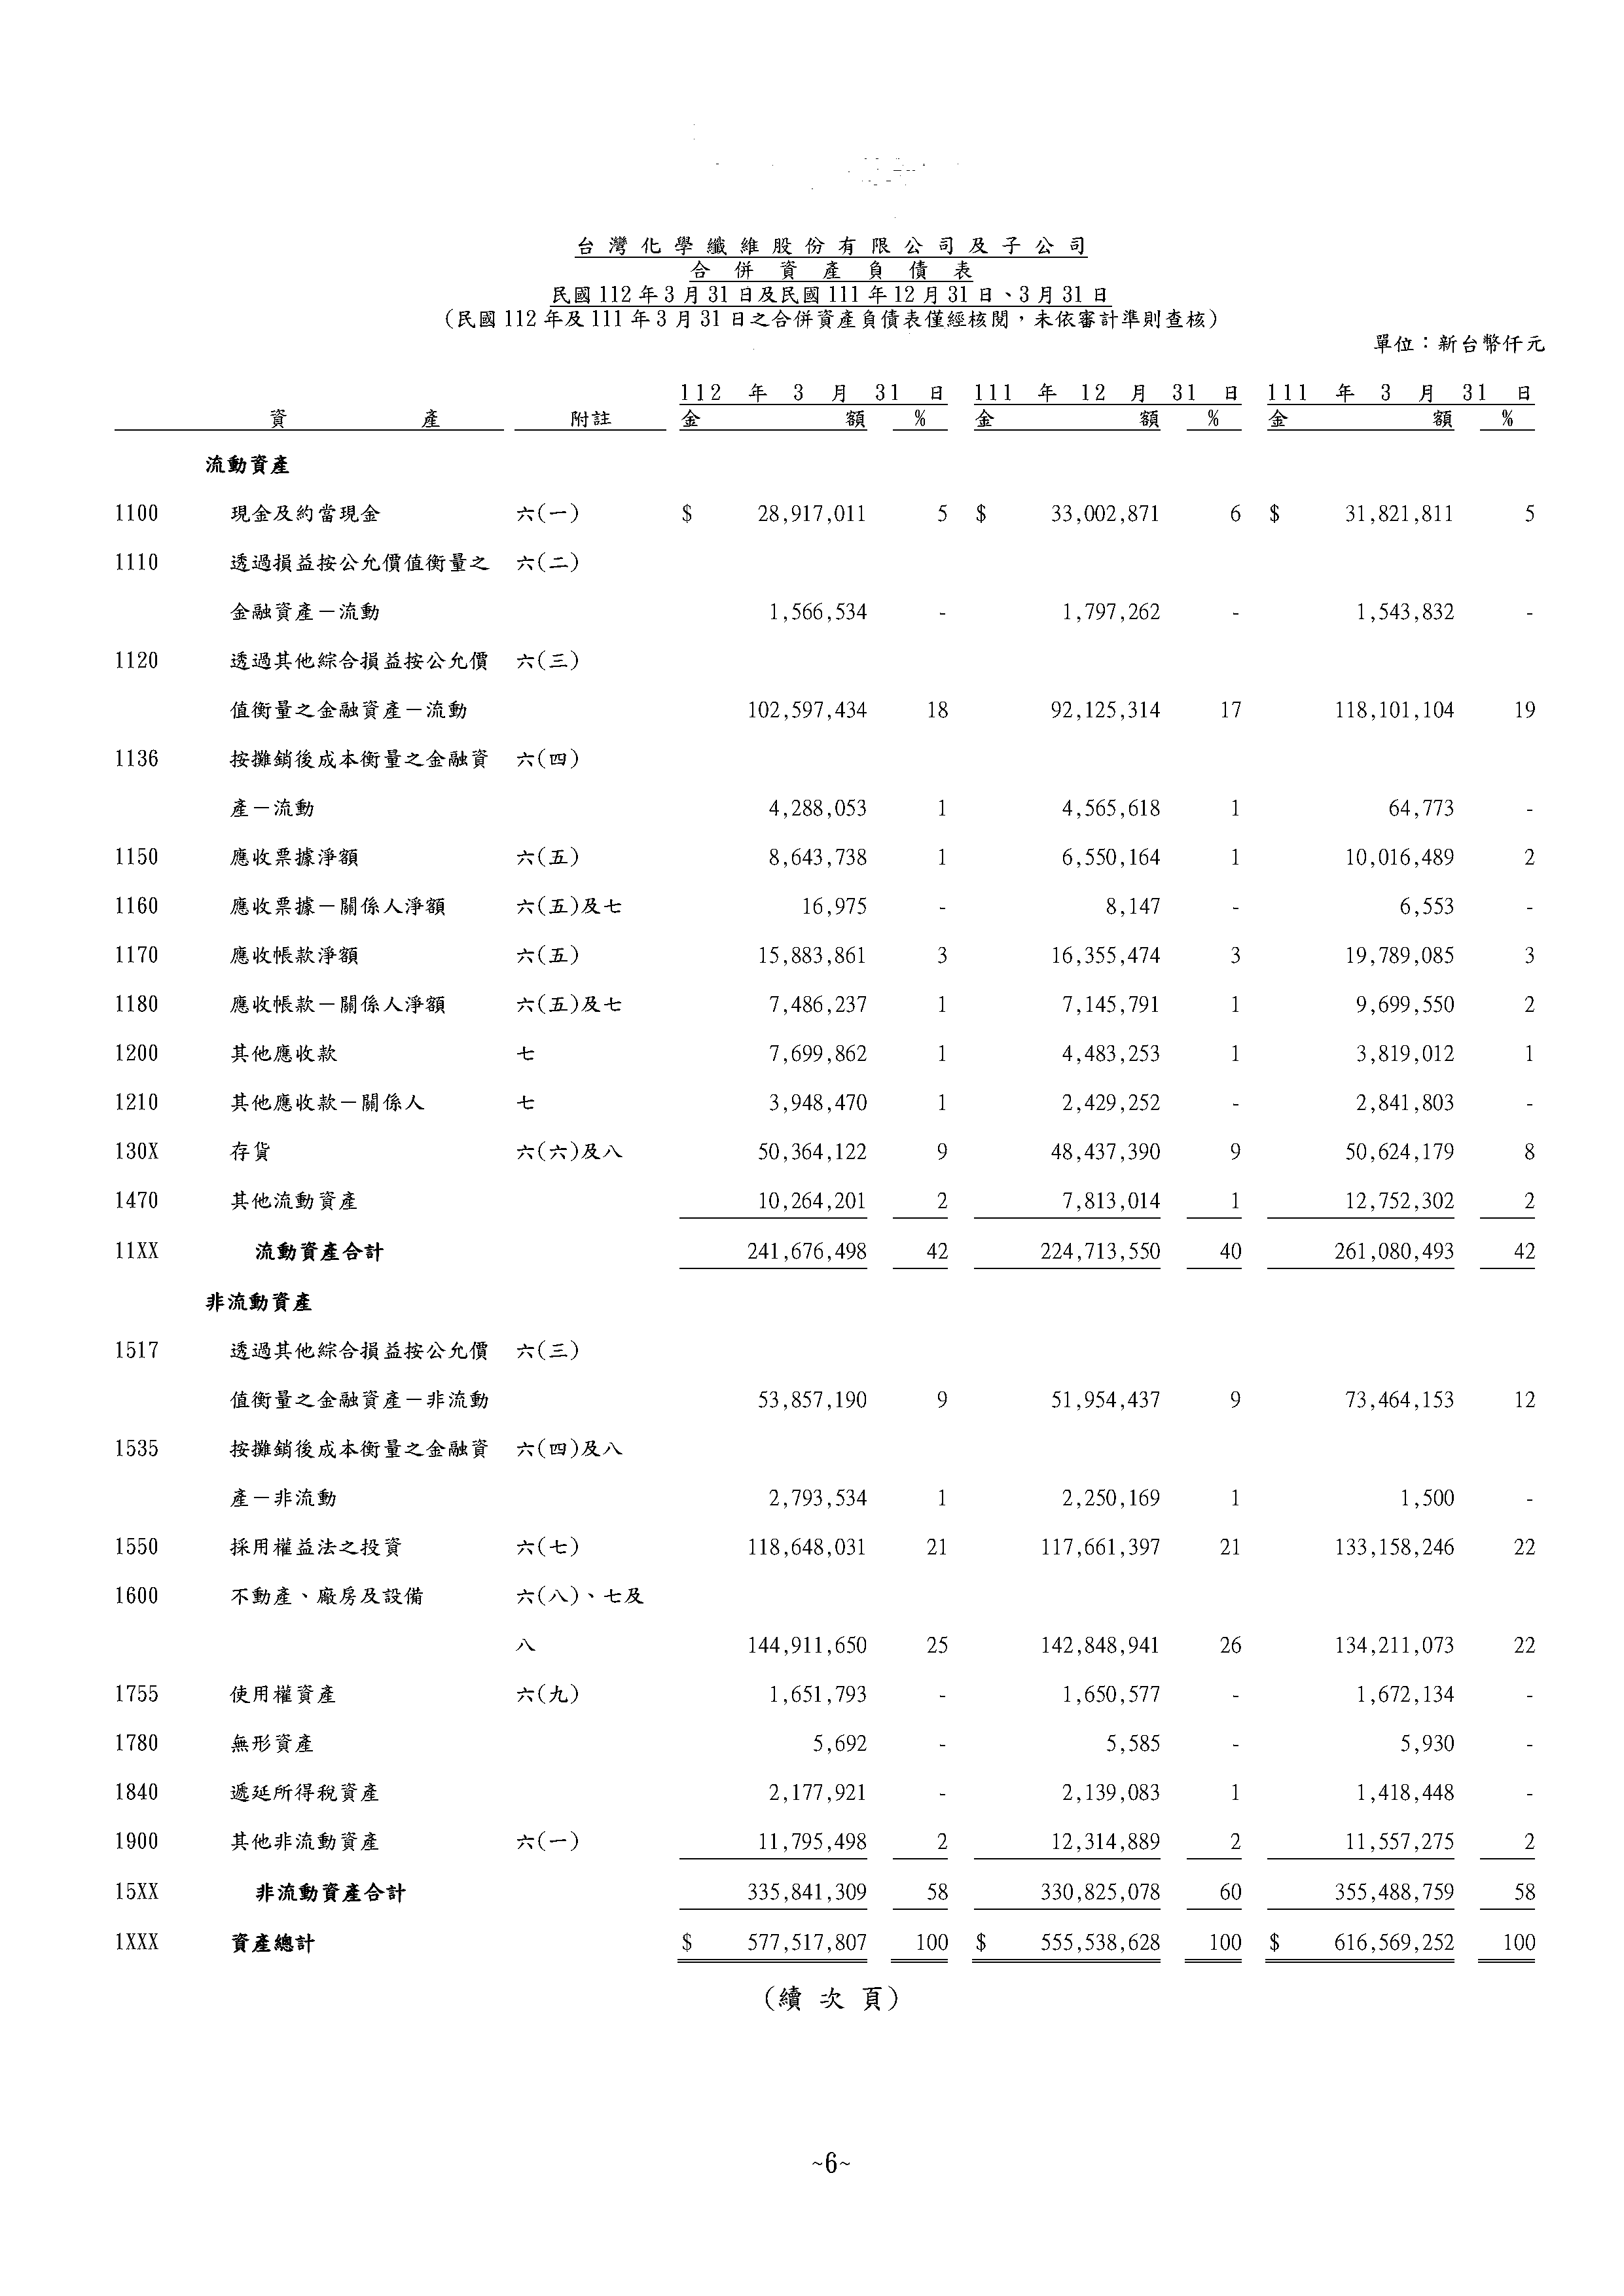 台灣化學纖維股份有限公司及子公司
合併資產負債表
民國112年3月31日及民國111年12月31日、3月31日
（民國112年及111年3月31日之合併資產負債表僅經核閱，未依審計準則查核）
單位：新台幣仟元
112 年 3 月 31 日 111 年 12 月 31 日 111 年 3 月 31 日
資 產 附註 金 額 % 金 額 % 金 額 %
流動資產
1100 現金及約當現金 六(一) $ 28,917,011 5 $ 33,002,871 6 $ 31,821,811 5
1110 透過損益按公允價值衡量之 六(二)
金融資產－流動 1,566,534 - 1,797,262 - 1,543,832 -
1120 透過其他綜合損益按公允價 六(三)
值衡量之金融資產－流動 102,597,434 18 92,125,314 17 118,101,104 19
1136 按攤銷後成本衡量之金融資 六(四)
產－流動 4,288,053 1 4,565,618 1 64,773 -
1150 應收票據淨額 六(五) 8,643,738 1 6,550,164 1 10,016,489 2
1160 應收票據－關係人淨額 六(五)及七 16,975 - 8,147 - 6,553 -
1170 應收帳款淨額 六(五) 15,883,861 3 16,355,474 3 19,789,085 3
1180 應收帳款－關係人淨額 六(五)及七 7,486,237 1 7,145,791 1 9,699,550 2
1200 其他應收款 七 7,699,862 1 4,483,253 1 3,819,012 1
1210 其他應收款－關係人 七 3,948,470 1 2,429,252 - 2,841,803 -
130X 存貨 六(六)及八 50,364,122 9 48,437,390 9 50,624,179 8
1470 其他流動資產 10,264,201 2 7,813,014 1 12,752,302 2
11XX 流動資產合計 241,676,498 42 224,713,550 40 261,080,493 42
非流動資產
1517 透過其他綜合損益按公允價 六(三)
值衡量之金融資產－非流動 53,857,190 9 51,954,437 9 73,464,153 12
1535 按攤銷後成本衡量之金融資 六(四)及八
產－非流動 2,793,534 1 2,250,169 1 1,500 -
1550 採用權益法之投資 六(七) 118,648,031 21 117,661,397 21 133,158,246 22
1600 不動產、廠房及設備 六(八)、七及
八 144,911,650 25 142,848,941 26 134,211,073 22
1755 使用權資產 六(九) 1,651,793 - 1,650,577 - 1,672,134 -
1780 無形資產 5,692 - 5,585 - 5,930 -
1840 遞延所得稅資產 2,177,921 - 2,139,083 1 1,418,448 -
1900 其他非流動資產 六(一) 11,795,498 2 12,314,889 2 11,557,275 2
15XX 非流動資產合計 335,841,309 58 330,825,078 60 355,488,759 58
1XXX 資產總計 $ 577,517,807 100 $ 555,538,628 100 $ 616,569,252 100
（續次頁）
~6~